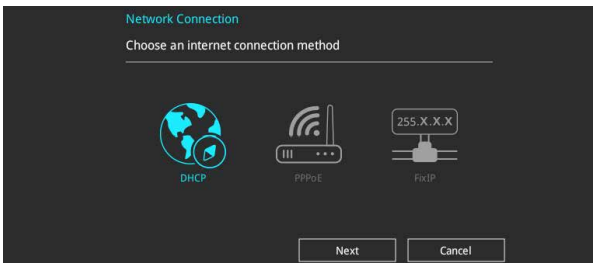 Network Connection
Choose an internet connection method
255.X.X.X
DHCP
PPPoE
FixIP
Next
Cancel